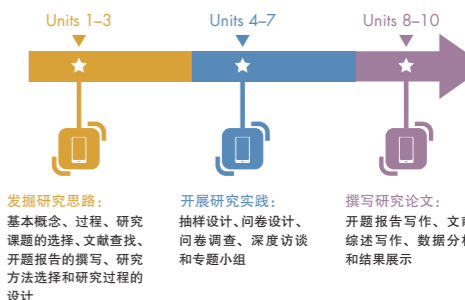 Units 1–3
Units 4–7
Units 8–10
发掘研究思路：
基本概念、过程、研究
课题的选择、文献查找、
开题报告的撰写、研究
方法选择和研究过程的
设计
开展研究实践：
抽样设计、问卷设计、
问卷调查、深度访谈
和专题小组
撰写研究论文：
开题报告写作、文献
综述写作、数据分析
和结果展示